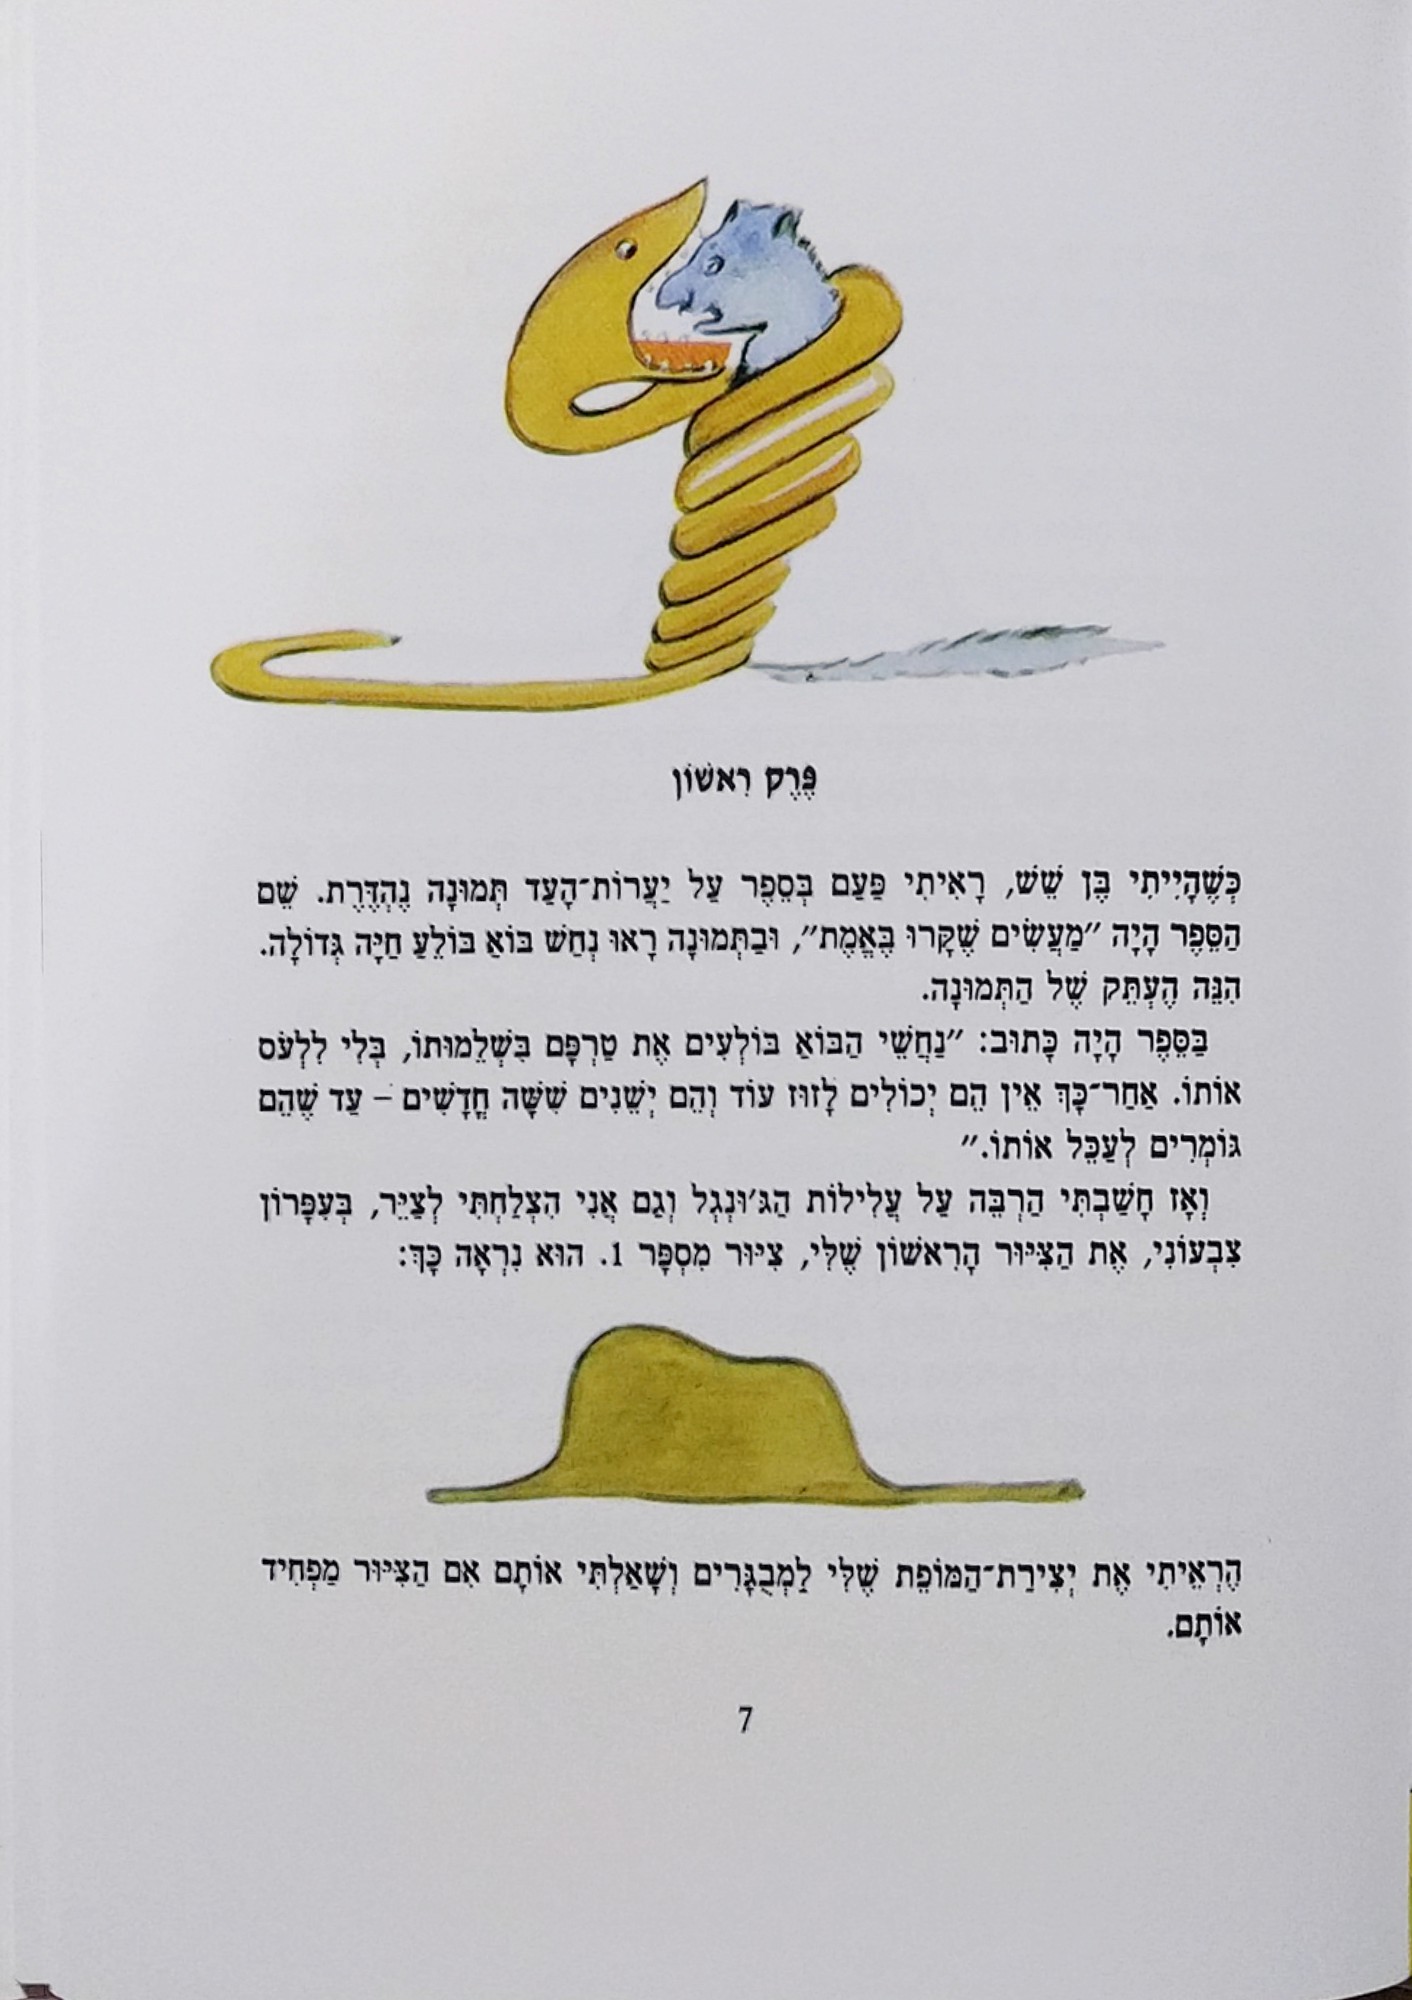 פֶּרֶק רִאשׁוֹן
כְּשֶׁהָיִיתִי בֶּן שֵׁשׁ, רָאִיתִי פַּעַם בְּסֵפֶר עַל יַעֲרוֹת־הָעַד תְּמוּנָה נֶהְדֶּרֶת. שֵׁם
הַסֵּפֶר הָיָה ״מַעֲשִׂים שֶׁקָּרוּ בֶּאֱמֶת״, וּבַתְּמוּנָה רָאוּ נְחַשׁ בּוֹאַ בּוֹלֵעַ חַיָּה גְּדוֹלָה.
הִנֵּה הֶעְתֵּק שֶׁל הַתְּמוּנָה.
בַּסֵּפֶר הָיָה כָּתוּב: ״נַחֲשֵׁי הַבּוֹאַ בּוֹלְעִים אֶת טַרְפָּם בִּשְׁלֵמוּתוֹ, בְּלִי לִלְעֹס
אוֹתוֹ. אַחַר־כָּךְ אֵין הֵם יְכוֹלִים לָזוּז עוֹד וְהֵם יְשֵׁנִים שִׁשָּׁה חֳדָשִׁים – עַד שֶׁהֵם
גּוֹמְרִים לְעַכֵּל אוֹתוֹ.״
וְאָז חָשַׁבְתִּי הַרְבֵּה עַל עֲלִילוֹת הַגּ׳וּנְגְל וְגַם אֲנִי הִצְלַחְתִּי לְצַיֵּר, בְּעִפָּרוֹן
צִבְעוֹנִי, אֶת הַצִּיּוּר הָרִאשׁוֹן שֶׁלִּי, צִיּוּר מִסְפָּר 1. הוּא נִרְאָה כָּךְ:
הֶרְאֵיתִי אֶת יְצִירַת־הַמּוֹפֵת שֶׁלִּי לַמְבֻגָּרִים וְשָׁאַלְתִּי אוֹתָם אִם הַצִּיּוּר מַפְחִיד
אוֹתָם.
7